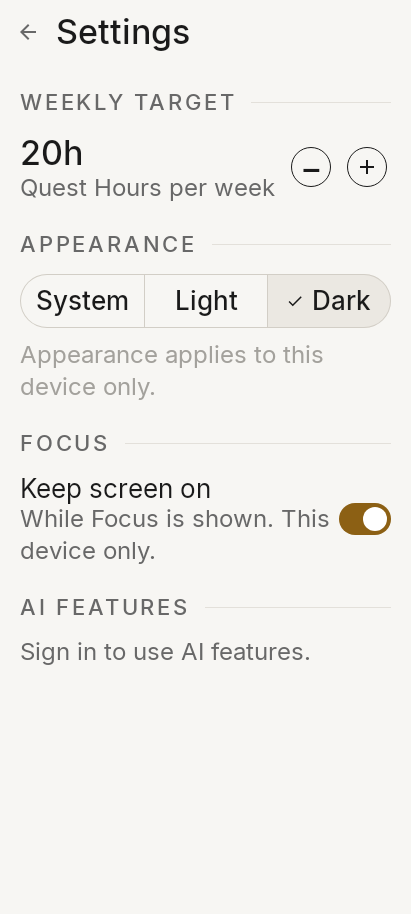 Settings
WEEKLY TARGET
20h
Quest Hours per week
APPEARANCE
System Light Dark
Appearance applies to this
device only.
FOCUS
Keep screen on
While Focus is shown. This
device only.
AI FEATURES
Sign in to use AI features.